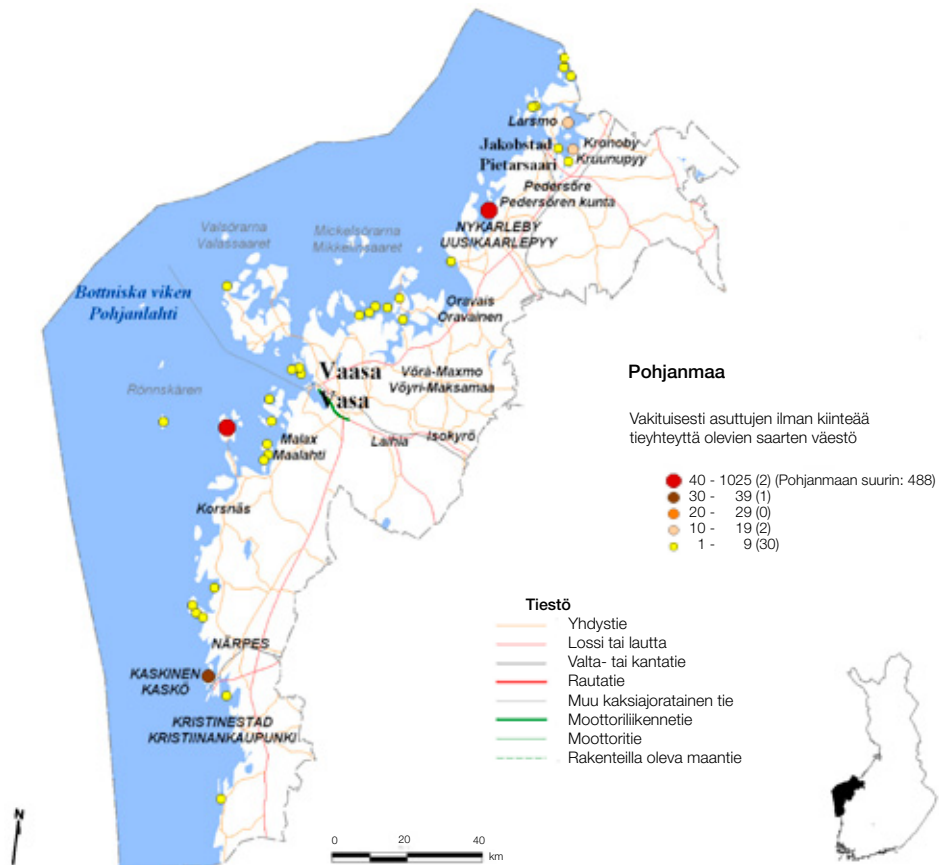 Larsmo
Jakobstad
Pietarsaari
Kronoby
Kruunupyy
Pedersöre
Pedersören kunta
NYKARLEBY
UUSIKAARLEPYY
Valsörarna
Valassaaret
Mickelsörarna
Mikkelinsaaret
Bottniska viken
Pohjanlahti
Oravais
Oravainen
Rönnskären
Vaasa
Vasa
Vörå-Maxmo
Vöyri-Maksamaa
Malax
Maalahti
Laihia
Isokyrö
Korsnäs
NÄRPES
KASKINEN
KASKÖ
KRISTINESTAD
KRISTIINANKAUPUNKI
Pohjanmaa
Vakituisesti asuttujen ilman kiinteää
tieyhteyttä olevien saarten väestö
40 - 1025 (2) (Pohjanmaan suurin: 488)
30 - 39 (1)
20 - 29 (0)
10 - 19 (2)
1 - 9 (30)
Tiestö
Yhdystie
Lossi tai lautta
Valta- tai kantatie
Rautatie
Muu kaksiajoratainen tie
Moottoriliikennetie
Moottoritie
Rakenteilla oleva maantie
N
0 20 40
km